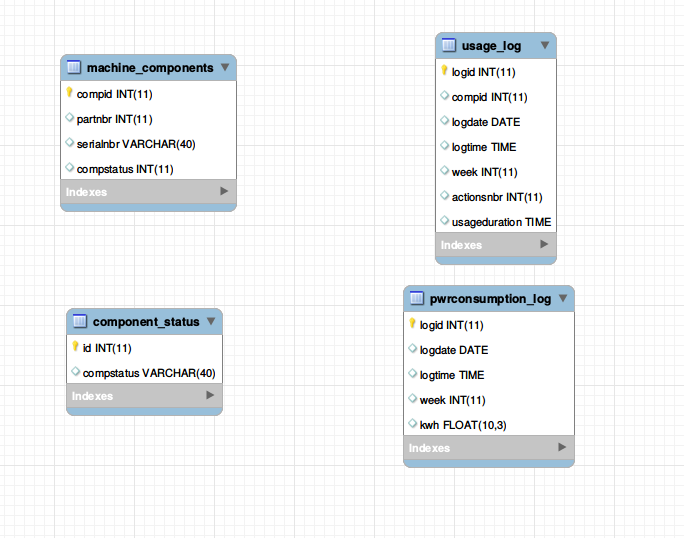 machine_components
compid INT(11)
partnbr INT(11)
serialnbr VARCHAR(40)
compstatus INT(11)
Indexes
usage_log
logid INT(11)
compid INT(11)
logdate DATE
logtime TIME
week INT(11)
actionsnbr INT(11)
usageduration TIME
Indexes
component_status
id INT(11)
compstatus VARCHAR(40)
Indexes
pwrconsumption_log
logid INT(11)
logdate DATE
logtime TIME
week INT(11)
kwh FLOAT(10,3)
Indexes